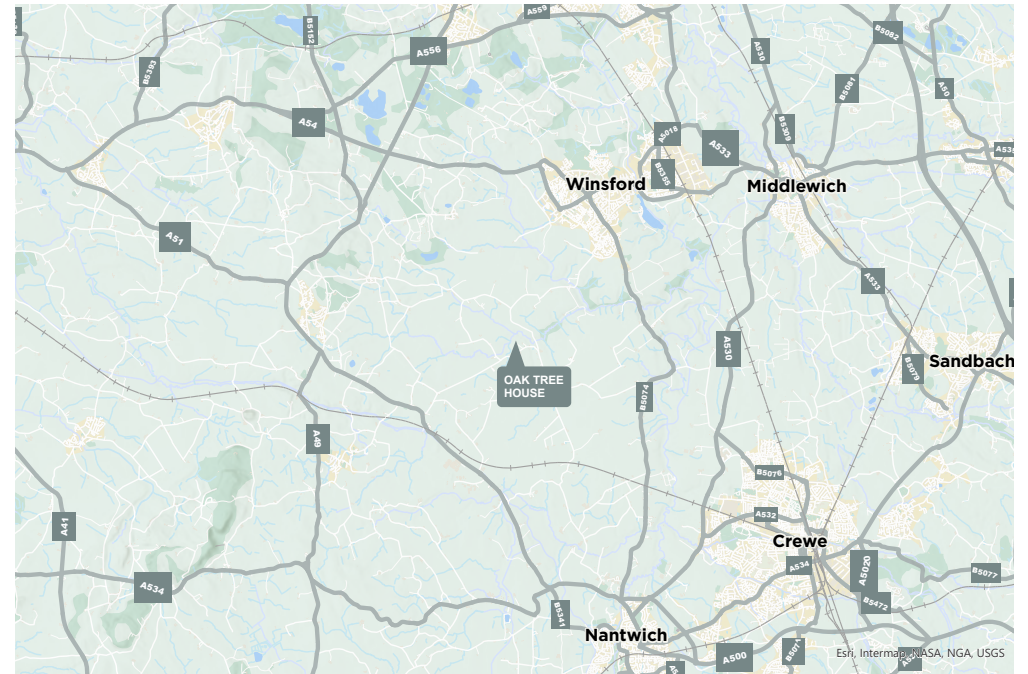 A559
B5152
A556
B5082
A530
B5393
B5081
A50
A54
B5309
A5018
A533
Winsford
B5355
Middlewich
A51
A533
A530
Sandbach
B5079
OAK TREE
HOUSE
B5074
A49
B5076
A532
A41
Crewe
A534
A5020
B5077
A534
B5472
B5341
Nantwich
A500
Esri, Intermap, NASA, NGA, USGS